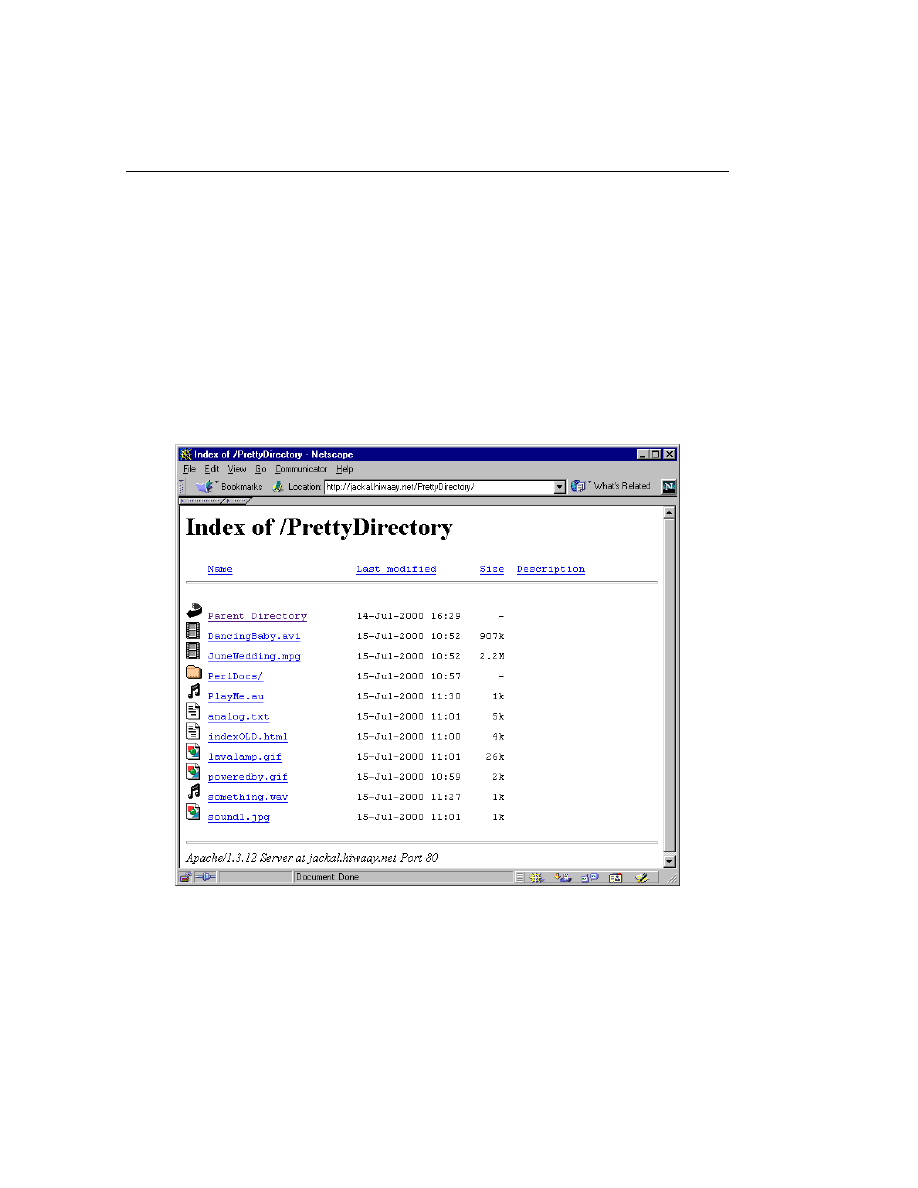 Index of /PrettyDirectory - Netscape
File Edit View Go Communicator Help
Bookmarks Location: http://jackal.hiwaay.net/PrettyDirectory/ What's Related N
Index of /PrettyDirectory
Name Last modified Size Description
Parent Directory 14-Jul-2000 16:29 -
DancingBaby.avi 15-Jul-2000 10:52 907k
JuneWedding.mpg 15-Jul-2000 10:52 2.2M
PerlDocs/ 15-Jul-2000 10:57 -
PlayMe.au 15-Jul-2000 11:30 1k
analog.txt 15-Jul-2000 11:01 5k
indexOLD.html 15-Jul-2000 11:00 4k
lavalamp.gif 15-Jul-2000 11:01 26k
poweredby.gif 15-Jul-2000 10:59 2k
something.wav 15-Jul-2000 11:27 1k
sound1.jpg 15-Jul-2000 11:01 1k
Apache/1.3.12 Server at jackal.hiwaay.net Port 80
Document Done